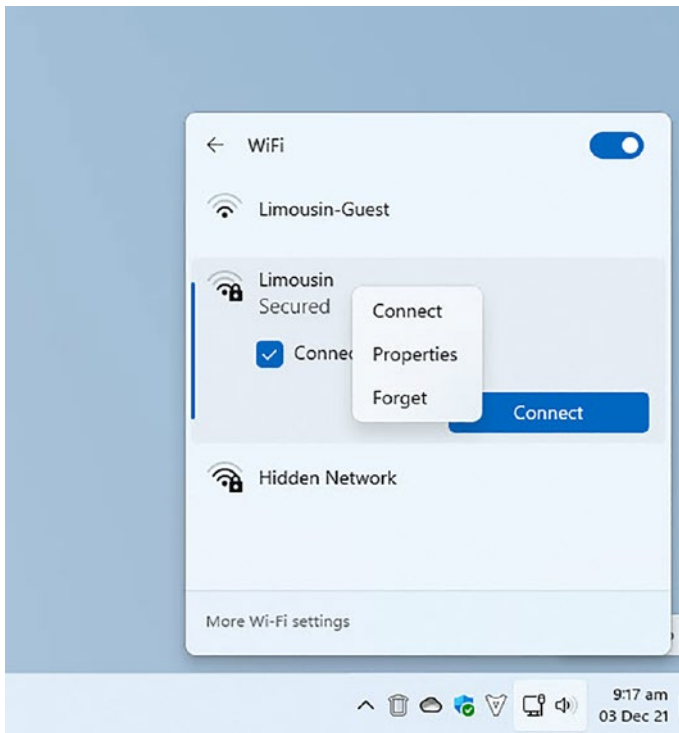 WiFi
Limousin-Guest
Limousin
Secured
Connect
Properties
Forget
Connect
Hidden Network
More Wi-Fi settings
9:17 am
03 Dec 21